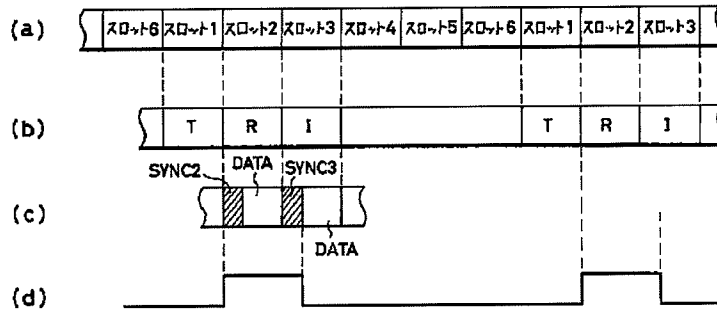 (a) スロット6 スロット1 スロット2 スロット3 スロット4 スロット5 スロット6 スロット1 スロット2 スロット3
(b) T R I T R I
SYNC2 DATA SYNC3
(c)
DATA
(d)